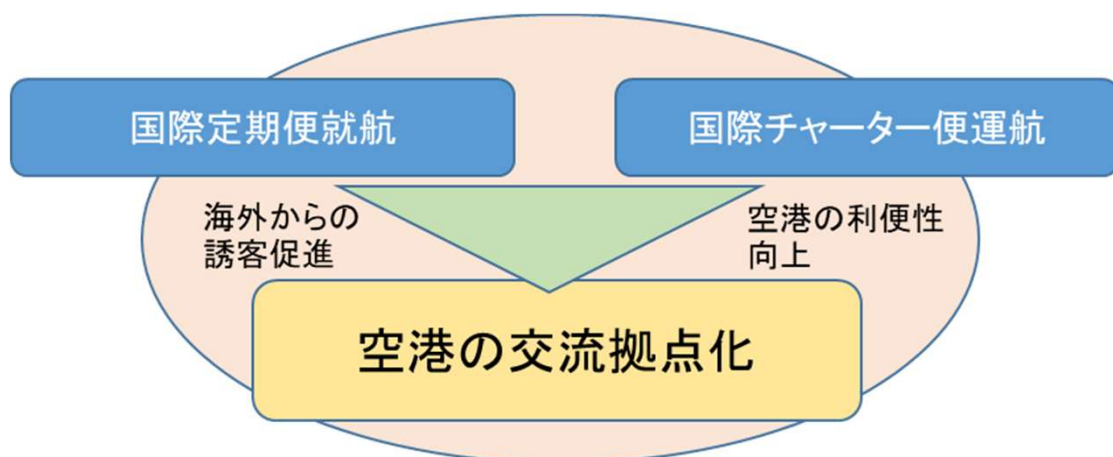 国際定期便就航
国際チャーター便運航
海外からの
誘客促進
空港の利便性
向上
空港の交流拠点化